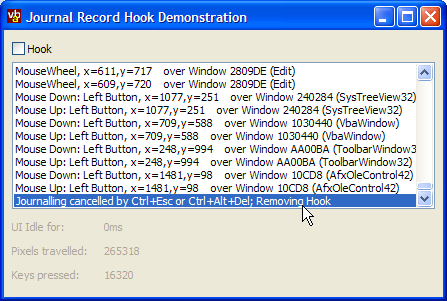 Journal Record Hook Demonstration
Hook
MouseWheel, x=611,y=717 over Window 2809DE (Edit)
MouseWheel, x=609,y=720 over Window 2809DE (Edit)
Mouse Down: Left Button, x=1077,y=251 over Window 240284 (SysTreeView32)
Mouse Up: Left Button, x=1077,y=251 over Window 240284 (SysTreeView32)
Mouse Down: Left Button, x=709,y=588 over Window 1030440 (VbaWindow)
Mouse Up: Left Button, x=709,y=588 over Window 1030440 (VbaWindow)
Mouse Down: Left Button, x=248,y=994 over Window AA00BA (ToolbarWindow3
Mouse Up: Left Button, x=248,y=994 over Window AA00BA (ToolbarWindow32)
Mouse Down: Left Button, x=1481,y=98 over Window 10CD8 (AfxOleControl42)
Mouse Up: Left Button, x=1481,y=98 over Window 10CD8 (AfxOleControl42)
Journalling cancelled by Ctrl+Esc or Ctrl+Alt+Del; Removing Hook
UI Idle for: 0ms
Pixels travelled: 265318
Keys pressed: 16320